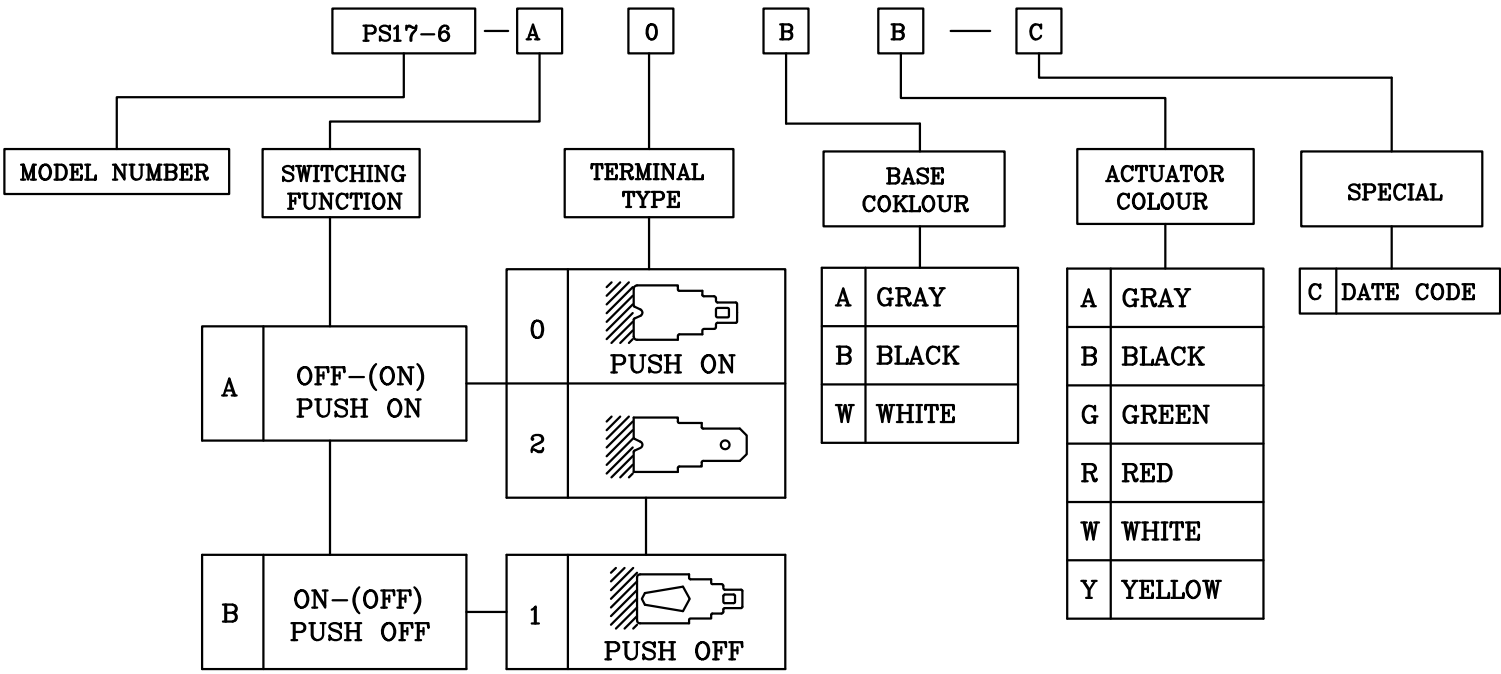 PS17-6 - A 0 B B - C
MODEL NUMBER
SWITCHING
FUNCTION
TERMINAL
TYPE
BASE
COKLOUR
ACTUATOR
COLOUR
SPECIAL
A OFF-(ON)
PUSH ON
B ON-(OFF)
PUSH OFF
0 PUSH ON
2
1 PUSH OFF
A GRAY
B BLACK
W WHITE
A GRAY
B BLACK
G GREEN
R RED
W WHITE
Y YELLOW
C DATE CODE